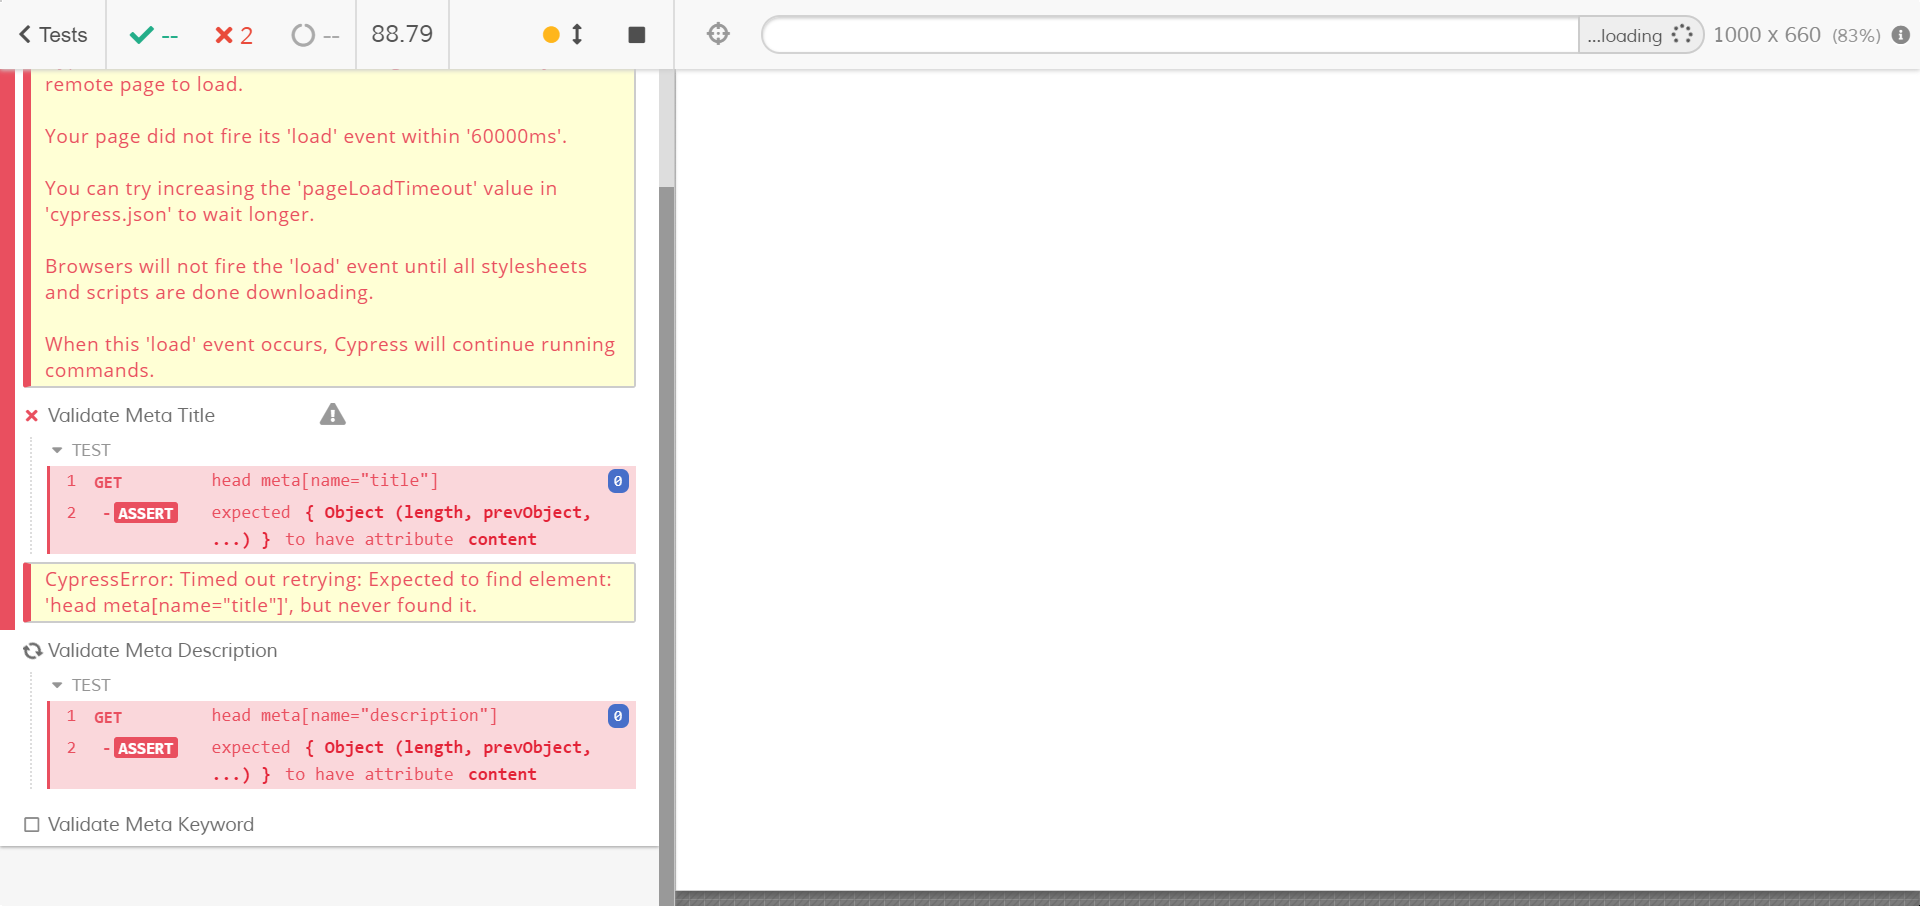 Tests
--
2
--
88.79
...loading
1000 x 660 (83%)
remote page to load.
Your page did not fire its 'load' event within '60000ms'.
You can try increasing the 'pageLoadTimeout' value in
'cypress.json' to wait longer.
Browsers will not fire the 'load' event until all stylesheets
and scripts are done downloading.
When this 'load' event occurs, Cypress will continue running
commands.
Validate Meta Title
TEST
1 GET head meta[name="title"] 0
2 -ASSERT expected { Object (length, prevObject,
...) } to have attribute content
CypressError: Timed out retrying: Expected to find element:
'head meta[name="title"]', but never found it.
Validate Meta Description
TEST
1 GET head meta[name="description"] 0
2 -ASSERT expected { Object (length, prevObject,
...) } to have attribute content
Validate Meta Keyword